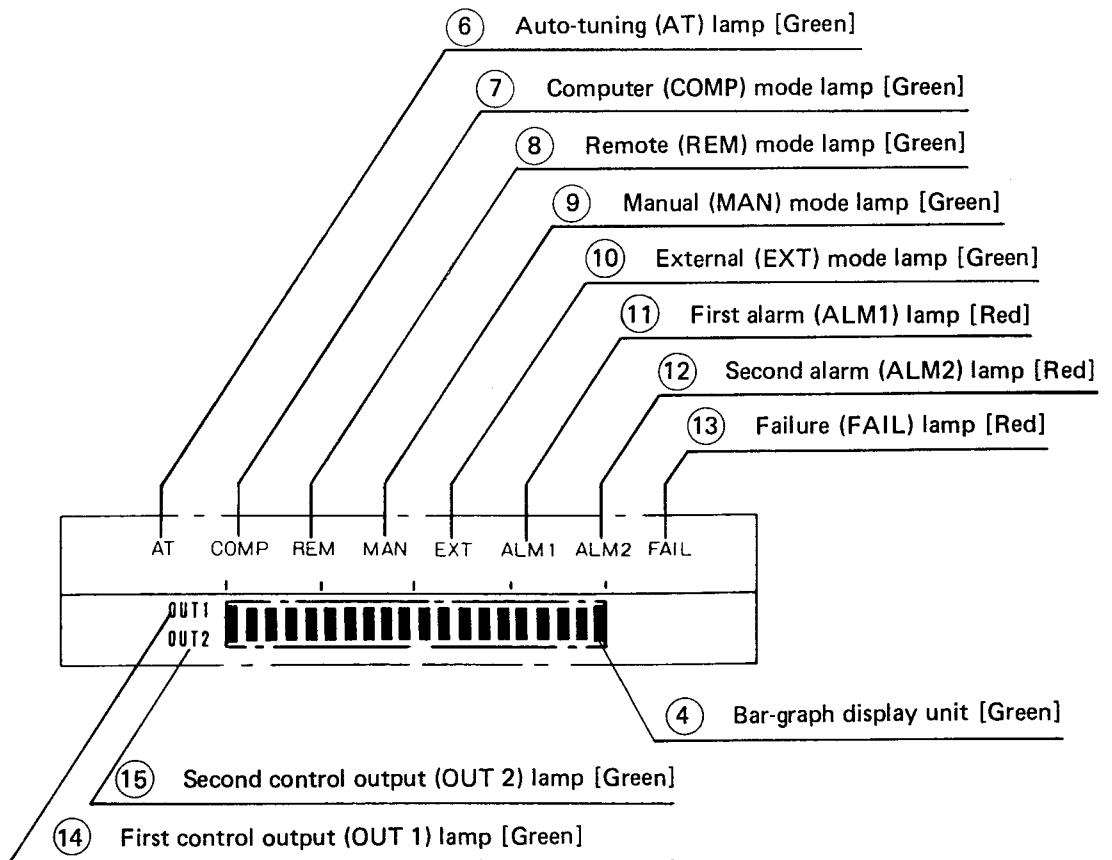 6 Auto-tuning (AT) lamp [Green]
7 Computer (COMP) mode lamp [Green]
8 Remote (REM) mode lamp [Green]
9 Manual (MAN) mode lamp [Green]
10 External (EXT) mode lamp [Green]
11 First alarm (ALM1) lamp [Red]
12 Second alarm (ALM2) lamp [Red]
13 Failure (FAIL) lamp [Red]
AT COMP REM MAN EXT ALM1 ALM2 FAIL
OUT1
OUT2
4 Bar-graph display unit [Green]
15 Second control output (OUT 2) lamp [Green]
14 First control output (OUT 1) lamp [Green]